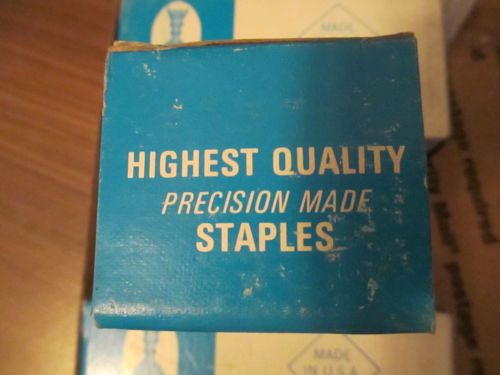 MADE
HIGHEST QUALITY
PRECISION MADE
STAPLES
MADE
IN U.S.A.